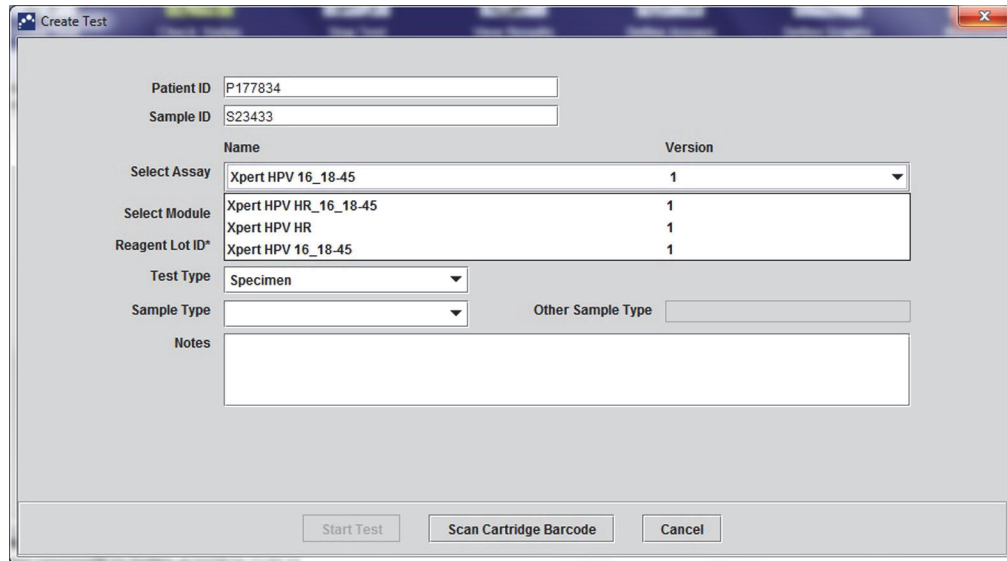 Create Test
Patient ID P177834
Sample ID S23433
Name Version
Select Assay Xpert HPV 16_18-45 1
Select Module Xpert HPV HR_16_18-45 1
Xpert HPV HR 1
Reagent Lot ID* Xpert HPV 16_18-45 1
Test Type Specimen
Sample Type Other Sample Type
Notes
Start Test Scan Cartridge Barcode Cancel